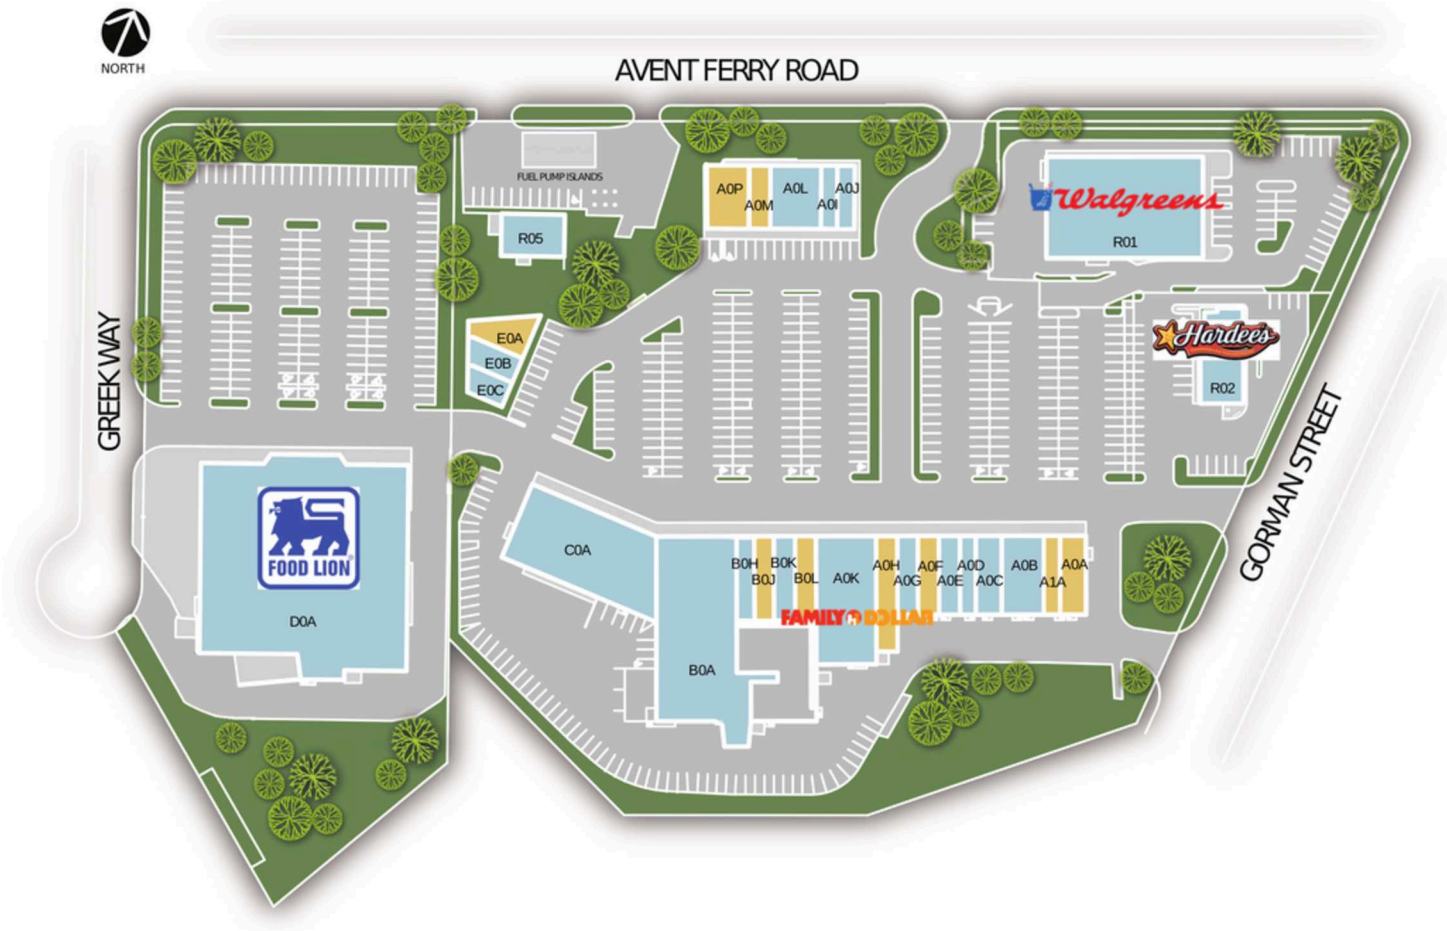 NORTH
AVENT FERRY ROAD
FUEL PUMP ISLANDS
A0P
A0M
A0L
A0I
A0J
Walgreens
R01
R05
E0A
E0B
E0C
Hardee's
R02
GREEK WAY
GORMAN STREET
FOOD LION
D0A
C0A
B0A
B0H
B0J
B0K
B0L
A0K
A0H
A0G
A0F
A0E
A0D
A0C
A0B
A1A
A0A
FAMILY DOLLAR